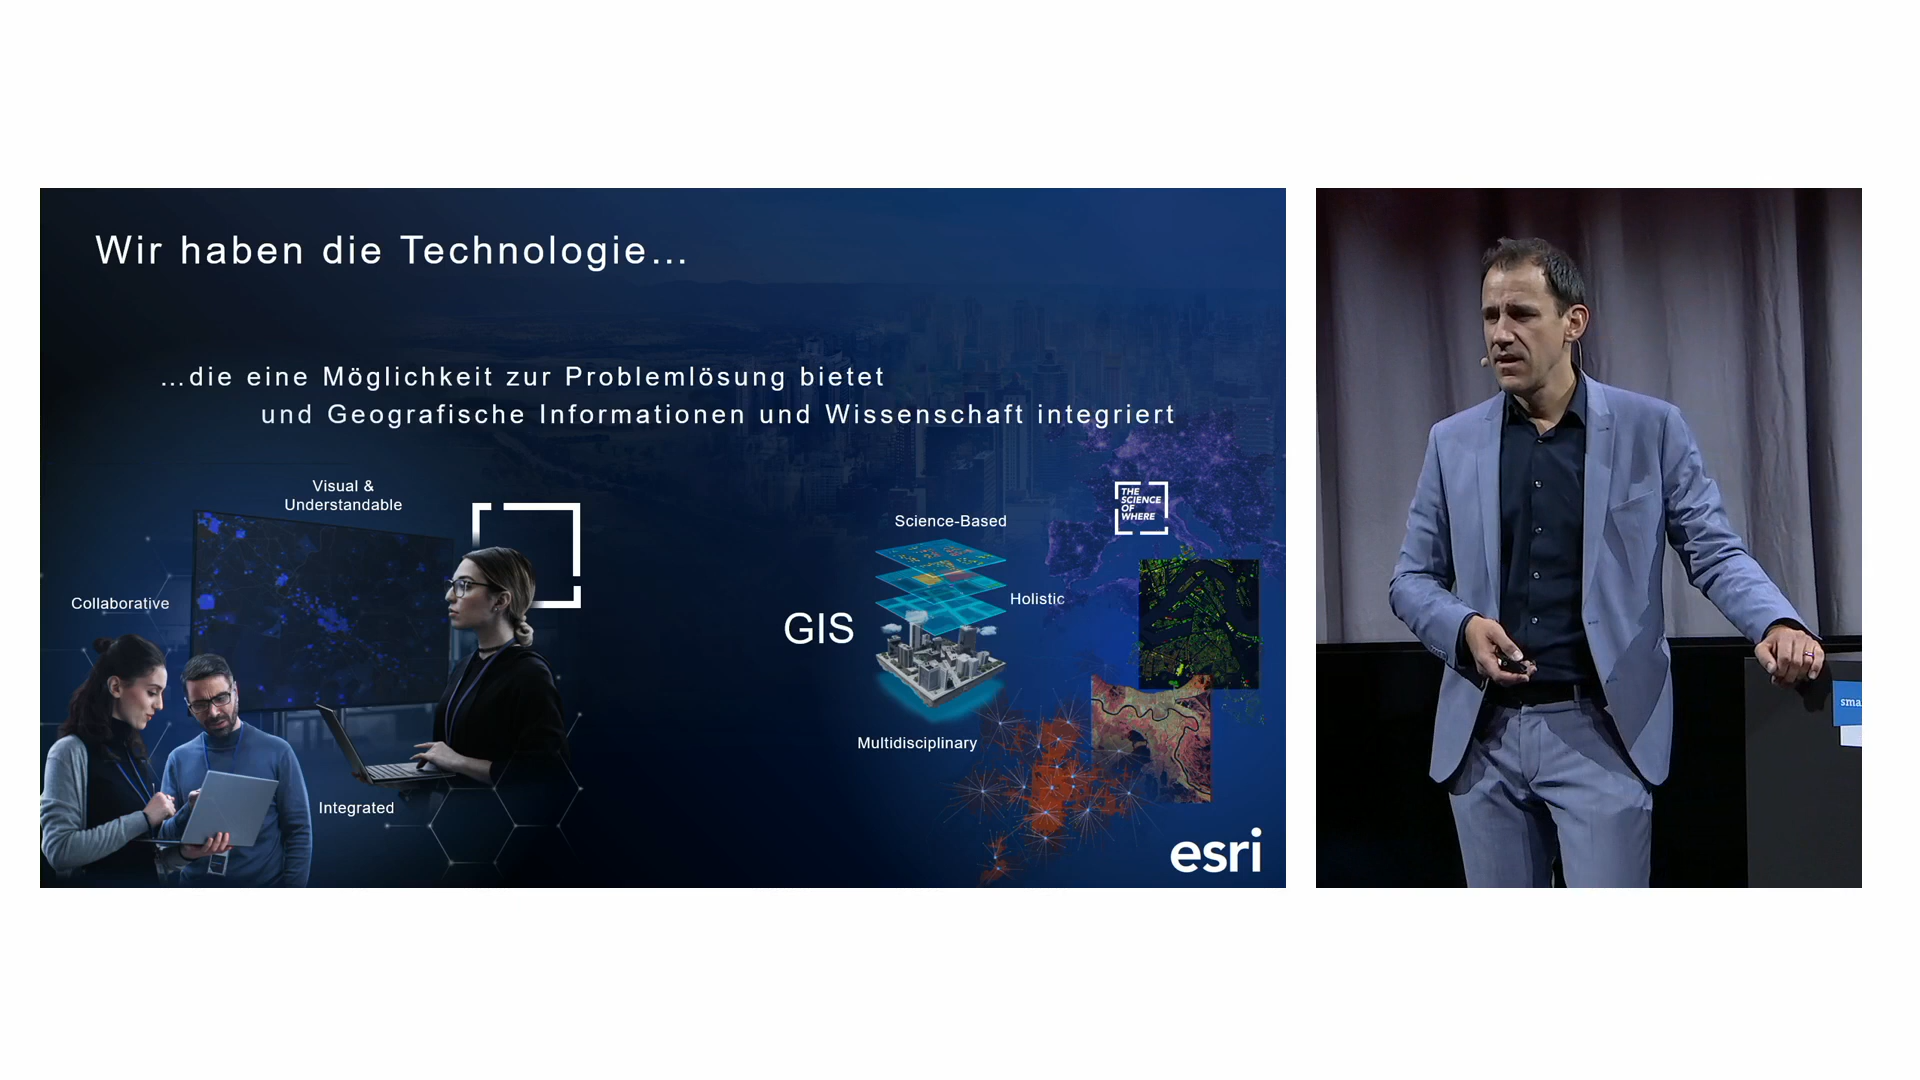 Wir haben die Technologie...
...die eine Möglichkeit zur Problemlösung bietet
und Geografische Informationen und Wissenschaft integriert
Visual &
Understandable
Collaborative
Integrated
Science-Based
THE
SCIENCE
OF
WHERE
Holistic
GIS
Multidisciplinary
esri
sma